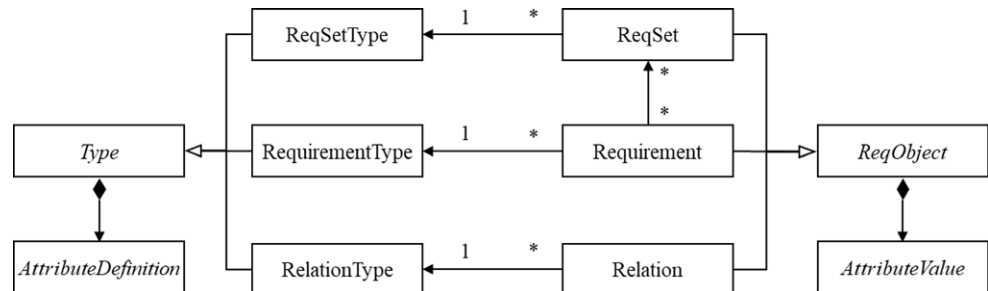 1 *
ReqSetType ReqSet
*
*
1 *
Type RequirementType Requirement ReqObject
1 *
AttributeDefinition RelationType Relation AttributeValue